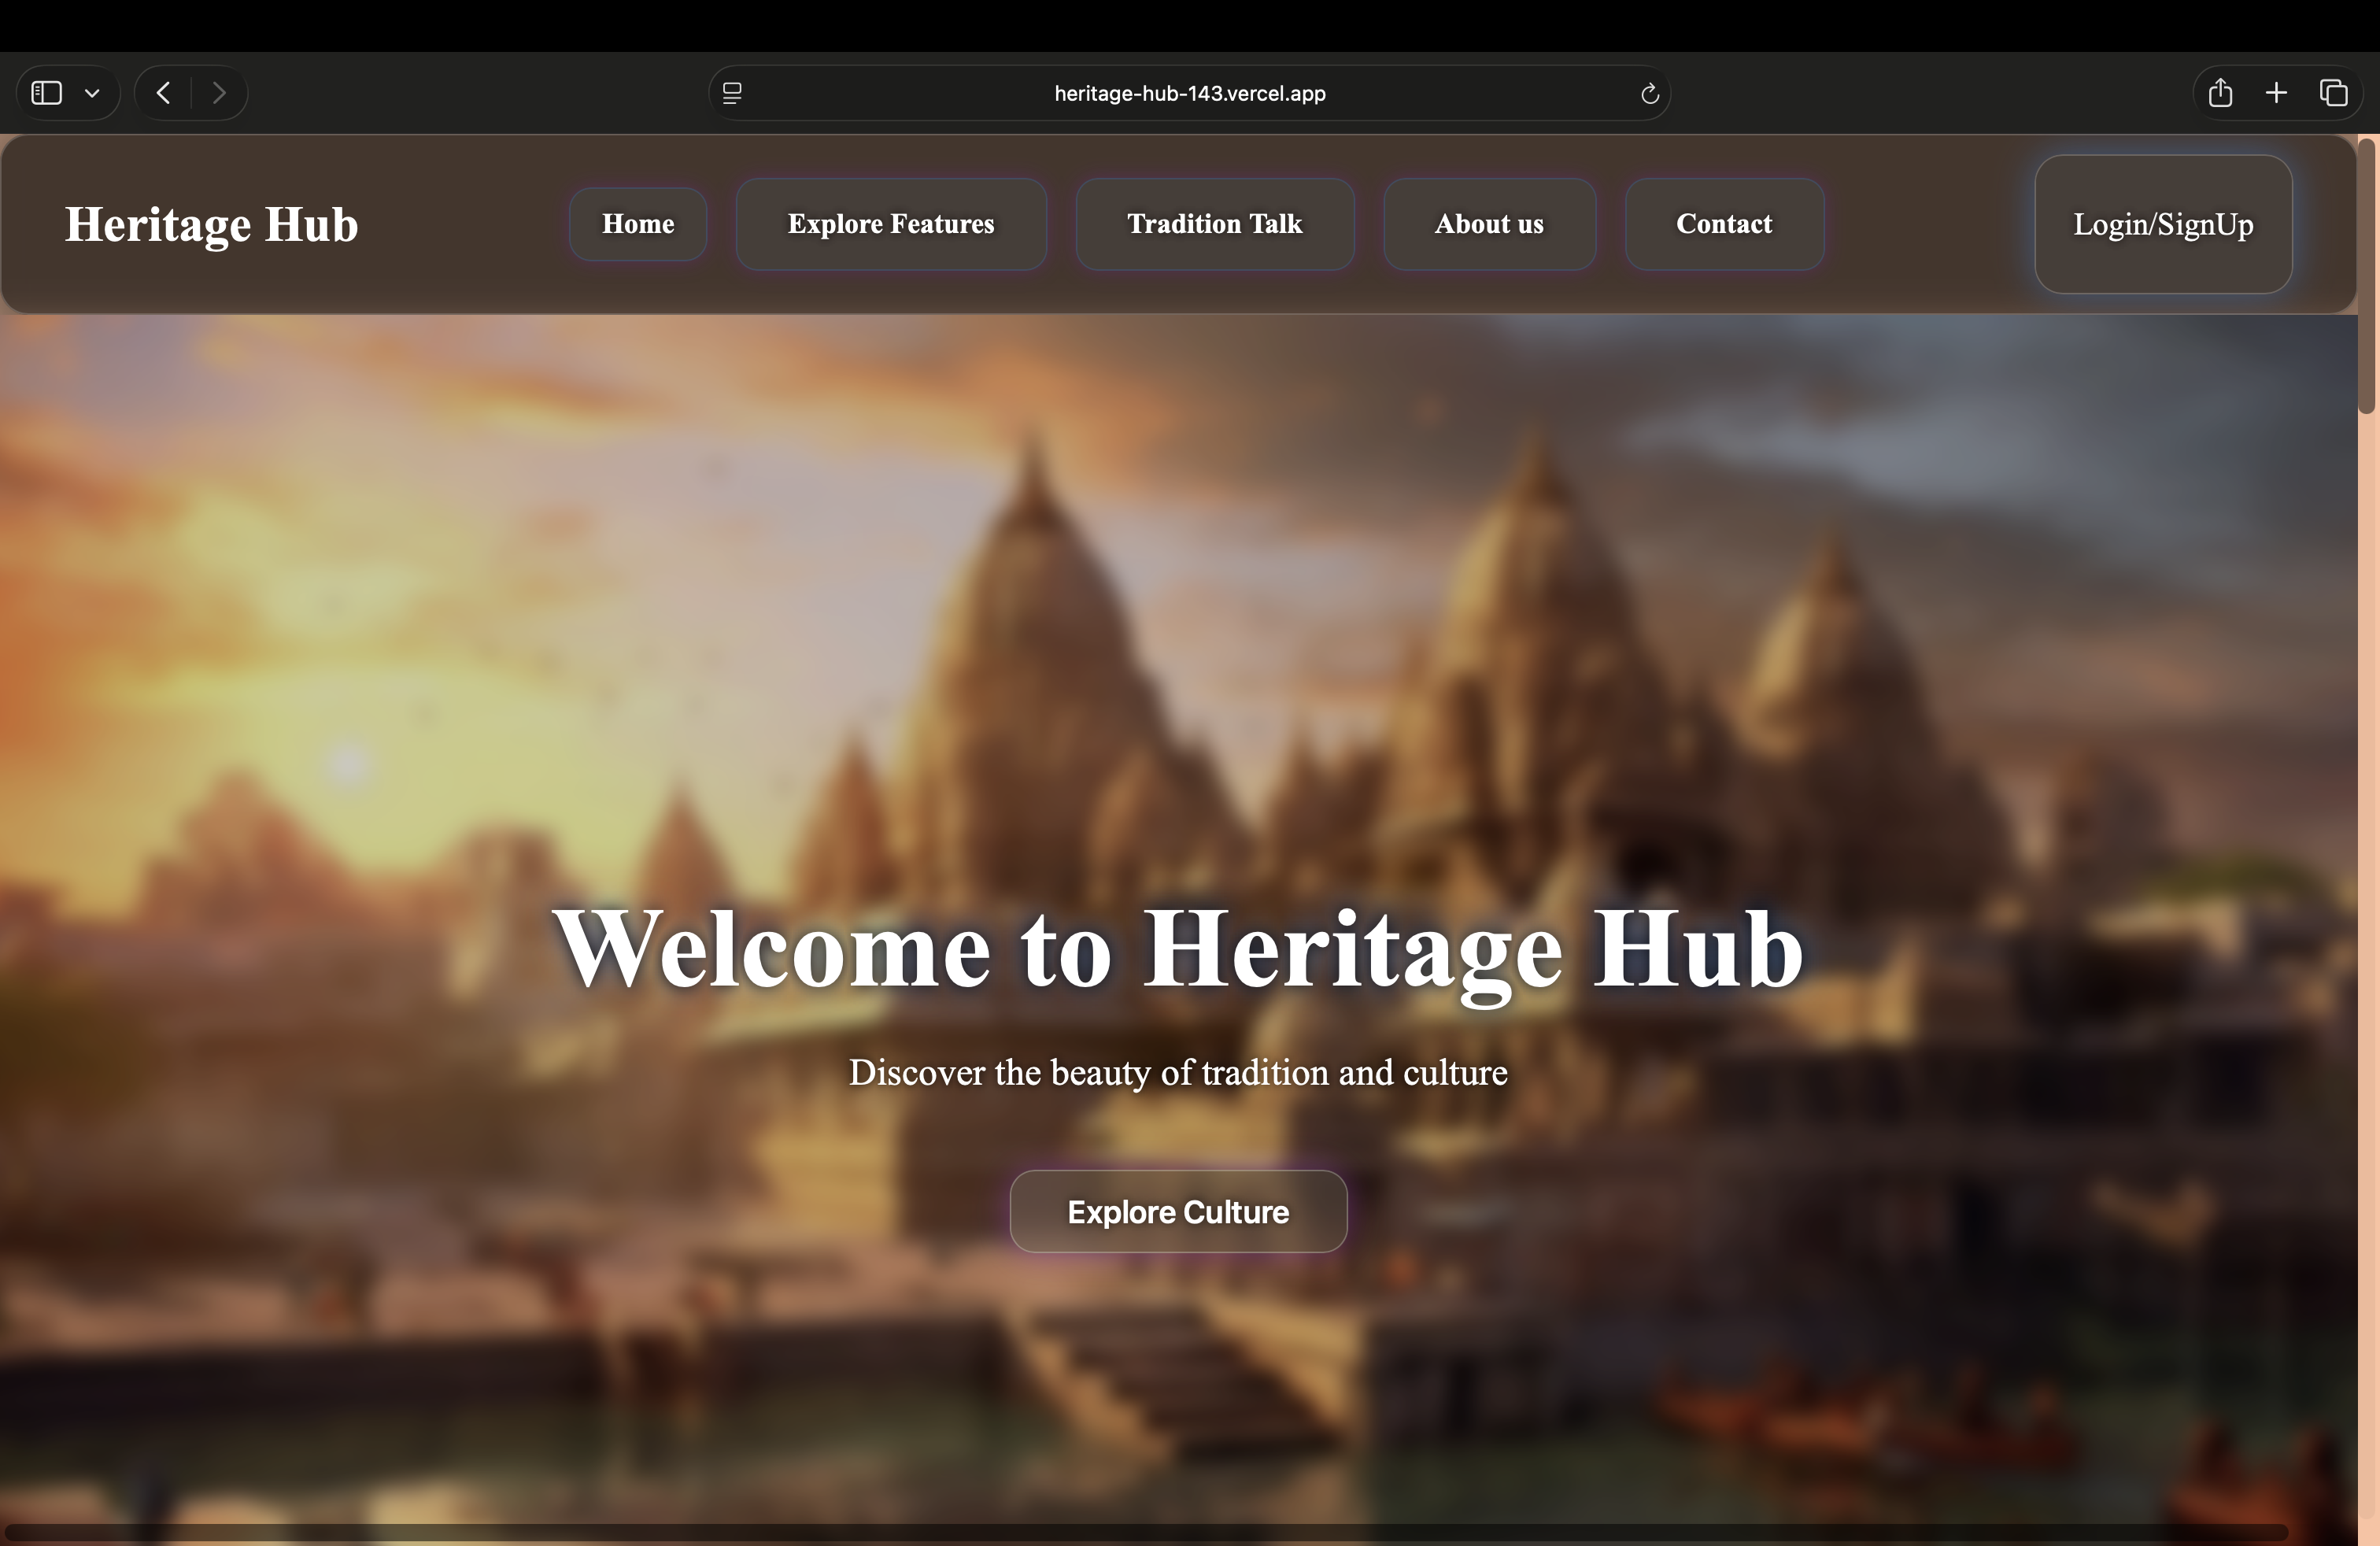 heritage-hub-143.vercel.app
Heritage Hub
Home
Explore Features
Tradition Talk
About us
Contact
Login/SignUp
Welcome to Heritage Hub
Discover the beauty of tradition and culture
Explore Culture